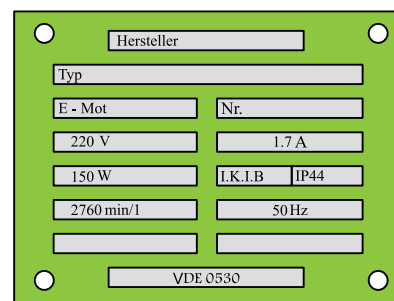 Hersteller
Typ
E - Mot Nr.
220 V 1.7 A
150 W I.K.I.B IP44
2760 min/1 50 Hz
VDE 0530